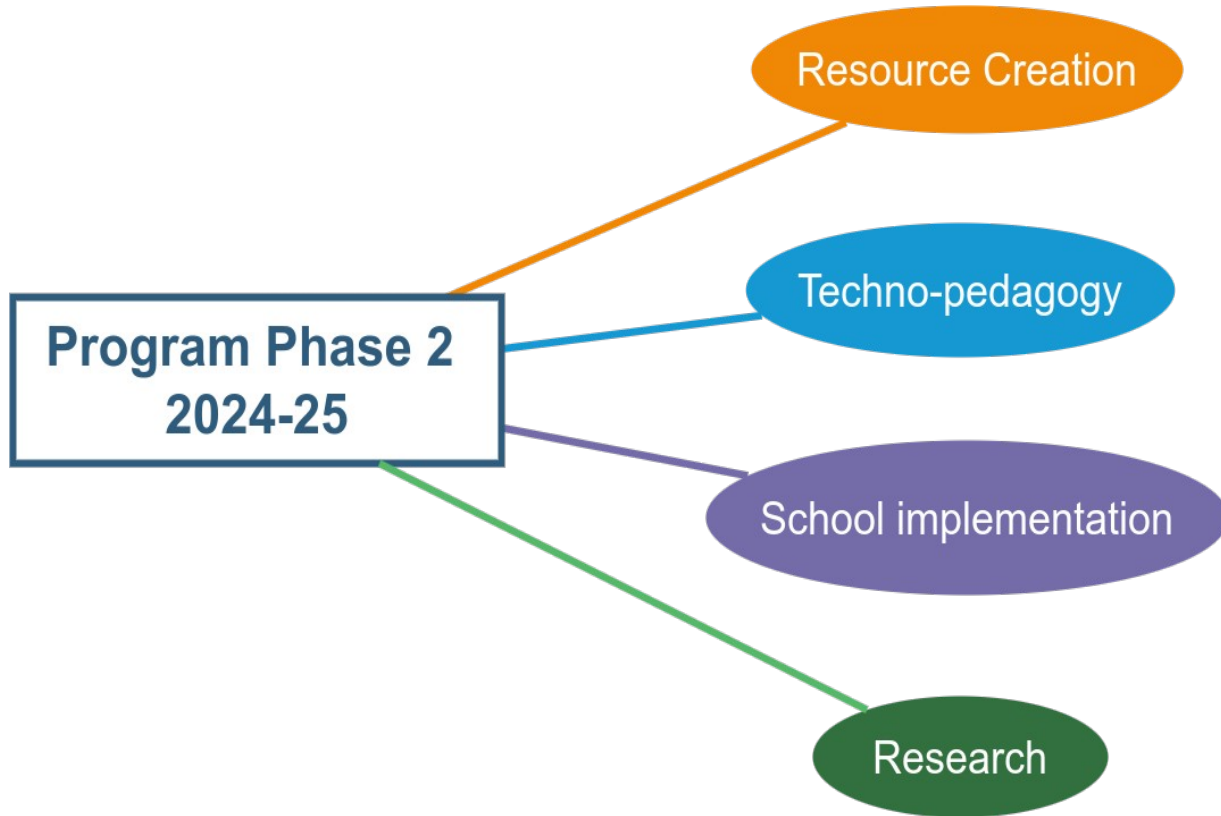 Resource Creation
Techno-pedagogy
Program Phase 2
2024-25
School implementation
Research